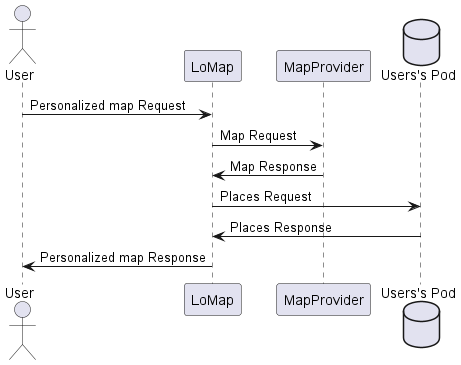 User
LoMap
MapProvider
Users's Pod
Personalized map Request
Map Request
Map Response
Places Request
Places Response
Personalized map Response
User
LoMap
MapProvider
Users's Pod